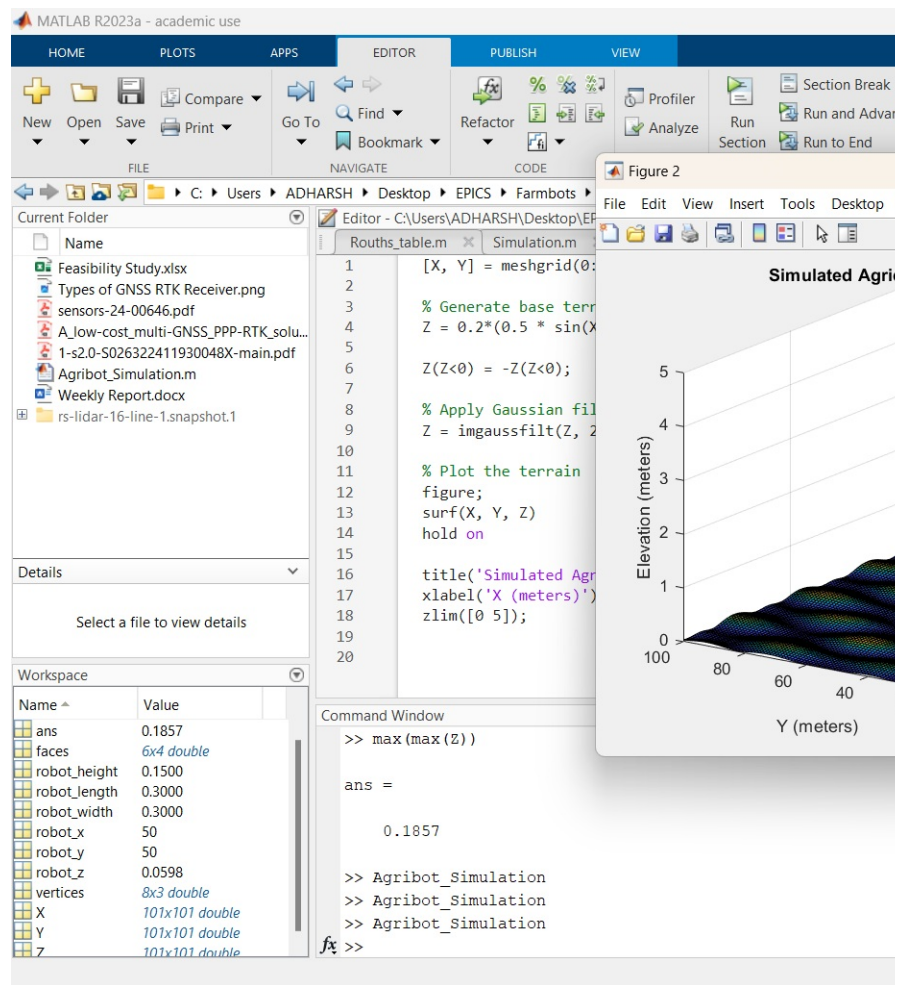 MATLAB R2023a - academic use
HOME PLOTS APPS EDITOR PUBLISH VIEW
New Open Save Compare Print
FILE
Go To Find Bookmark
NAVIGATE
Refactor
CODE
Profiler
Analyze
Run Section
Section Break
Run and Advan
Run to End
C: Users ADHARSH Desktop EPICS Farmbots
Current Folder
Name
Feasibility Study.xlsx
Types of GNSS RTK Receiver.png
sensors-24-00646.pdf
A_low-cost_multi-GNSS_PPP-RTK_solu...
1-s2.0-S026322411930048X-main.pdf
Agribot_Simulation.m
Weekly Report.docx
rs-lidar-16-line-1.snapshot.1
Details
Select a file to view details
Workspace
Name Value
ans 0.1857
faces 6x4 double
robot_height 0.1500
robot_length 0.3000
robot_width 0.3000
robot_x 50
robot_y 50
robot_z 0.0598
vertices 8x3 double
X 101x101 double
Y 101x101 double
Z 101x101 double
Editor - C:\Users\ADHARSH\Desktop\EP
Rouths_table.m Simulation.m
1 [X, Y] = meshgrid(0:
2
3 % Generate base terr
4 Z = 0.2*(0.5 * sin(X
5
6 Z(Z<0) = -Z(Z<0);
7
8 % Apply Gaussian fil
9 Z = imgaussfilt(Z, 2
10
11 % Plot the terrain
12 figure;
13 surf(X, Y, Z)
14 hold on
15
16 title('Simulated Agr
17 xlabel('X (meters)')
18 zlim([0 5]);
19
20
Command Window
>> max(max(Z))
ans =
0.1857
>> Agribot_Simulation
>> Agribot_Simulation
>> Agribot_Simulation
fx >>
Figure 2
File Edit View Insert Tools Desktop
Simulated Agri
Elevation (meters)
5
4
3
2
1
0
100
80
60
40
Y (meters)